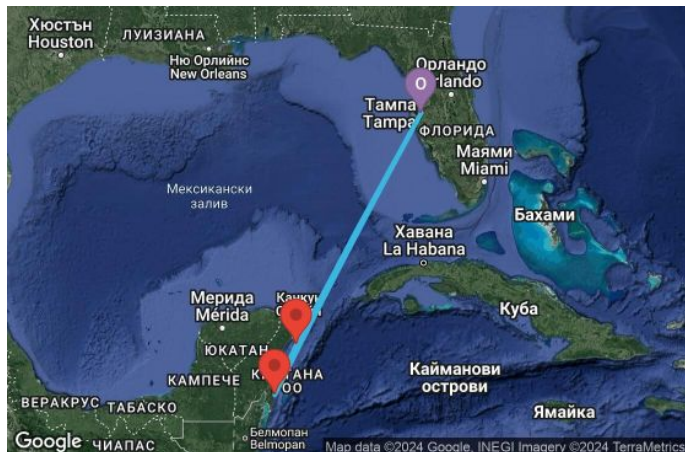 Хюстън
Houston
ЛУИЗИАНА
Ню Орлийнс
New Orleans
Орландо
Orlando
O
Тампа
Tampa
ФЛОРИДА
Маями
Miami
Мексикански
залив
Бахами
Хавана
La Habana
Мерида
Mérida
Куба
ЮКАТАН
КАМПЕЧЕ
Кайманови
острови
ВЕРАКРУС
ТАБАСКО
ОО
Ямайка
Белмопан
Belmopan
ЧИАПАС
Google
Map data ©2024 Google, INEGI Imagery ©2024 TerraMetrics